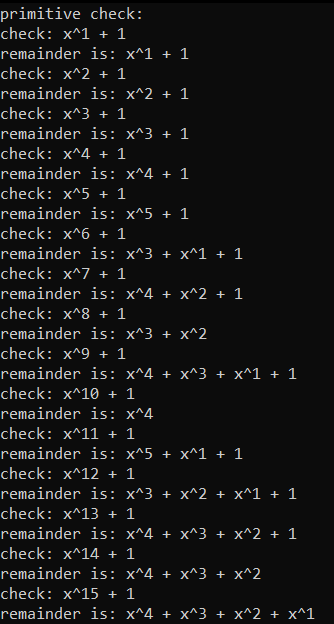 primitive check:
check: x^1 + 1
remainder is: x^1 + 1
check: x^2 + 1
remainder is: x^2 + 1
check: x^3 + 1
remainder is: x^3 + 1
check: x^4 + 1
remainder is: x^4 + 1
check: x^5 + 1
remainder is: x^5 + 1
check: x^6 + 1
remainder is: x^3 + x^1 + 1
check: x^7 + 1
remainder is: x^4 + x^2 + 1
check: x^8 + 1
remainder is: x^3 + x^2
check: x^9 + 1
remainder is: x^4 + x^3 + x^1 + 1
check: x^10 + 1
remainder is: x^4
check: x^11 + 1
remainder is: x^5 + x^1 + 1
check: x^12 + 1
remainder is: x^3 + x^2 + x^1 + 1
check: x^13 + 1
remainder is: x^4 + x^3 + x^2 + 1
check: x^14 + 1
remainder is: x^4 + x^3 + x^2
check: x^15 + 1
remainder is: x^4 + x^3 + x^2 + x^1